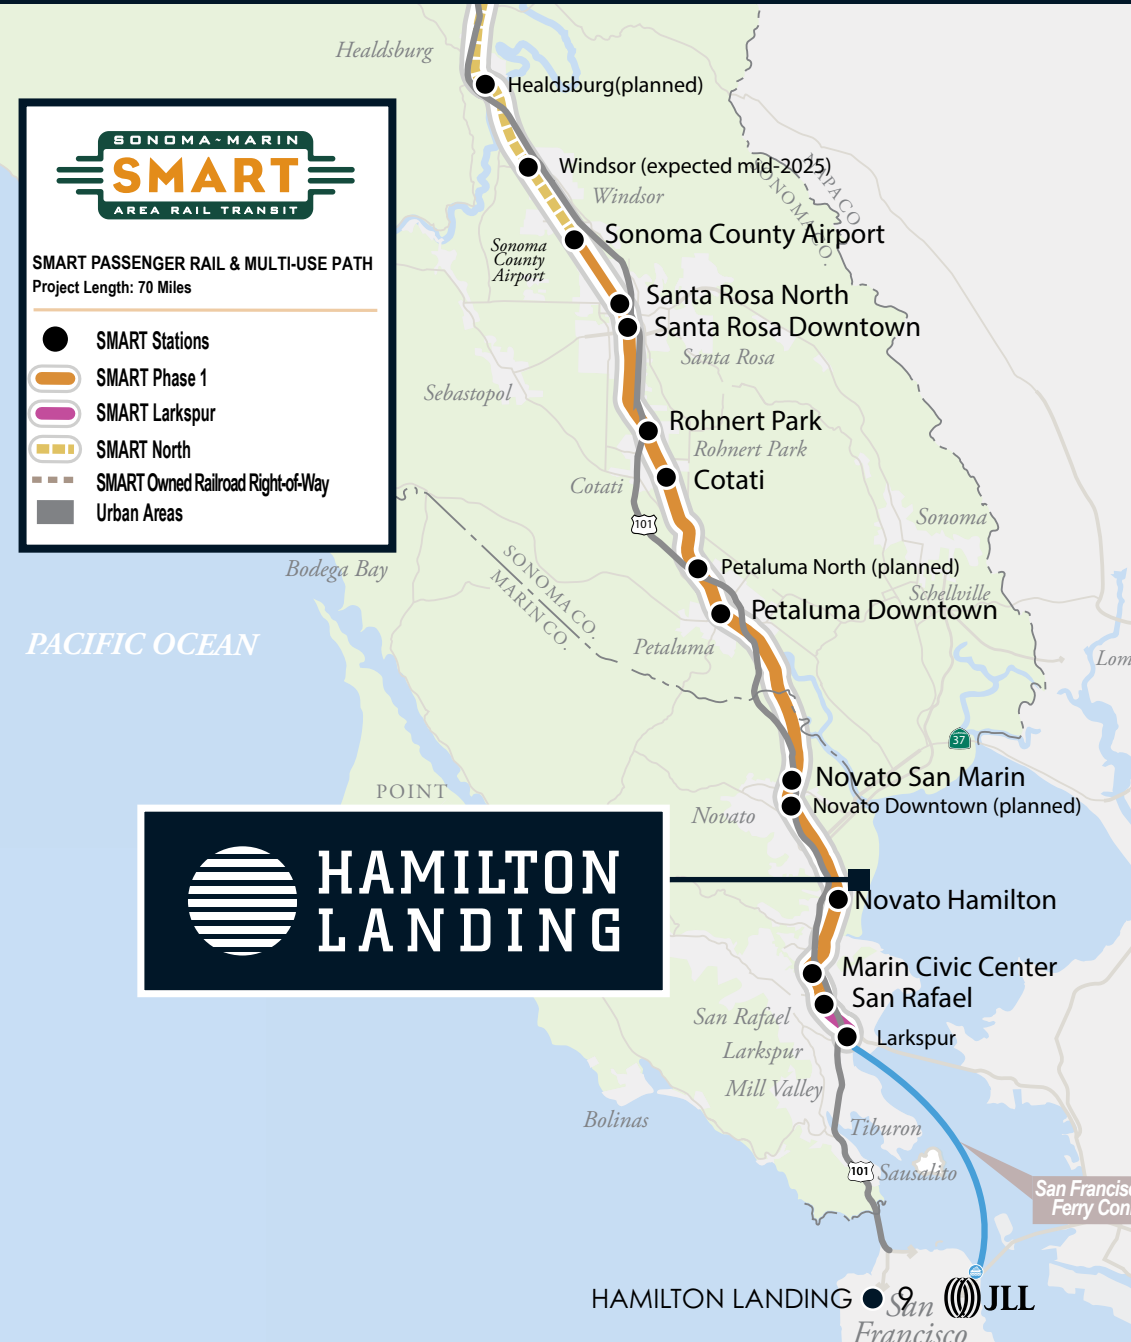 Healdsburg
Healdsburg(planned)
SONOMA~MARIN
SMART
AREA RAIL TRANSIT
SMART PASSENGER RAIL & MULTI-USE PATH
Project Length: 70 Miles
SMART Stations
SMART Phase 1
SMART Larkspur
SMART North
SMART Owned Railroad Right-of-Way
Urban Areas
Windsor (expected mid-2025)
Windsor
NAPA CO.
SONOMA CO.
Sonoma County Airport
Sonoma
County
Airport
Santa Rosa North
Santa Rosa Downtown
Santa Rosa
Sebastopol
Rohnert Park
Rohnert Park
Cotati
Cotati
101
Sonoma
SONOMA CO.
MARIN CO.
Bodega Bay
Petaluma North (planned)
Schellville
Petaluma Downtown
PACIFIC OCEAN
Petaluma
Lom
37
Novato San Marin
POINT
Novato Downtown (planned)
Novato
HAMILTON
LANDING
Novato Hamilton
Marin Civic Center
San Rafael
San Rafael
Larkspur
Larkspur
Mill Valley
Bolinas
Tiburon
101
Sausalito
San Francis
Ferry Con
HAMILTON LANDING 9
JLL
San
Francisco